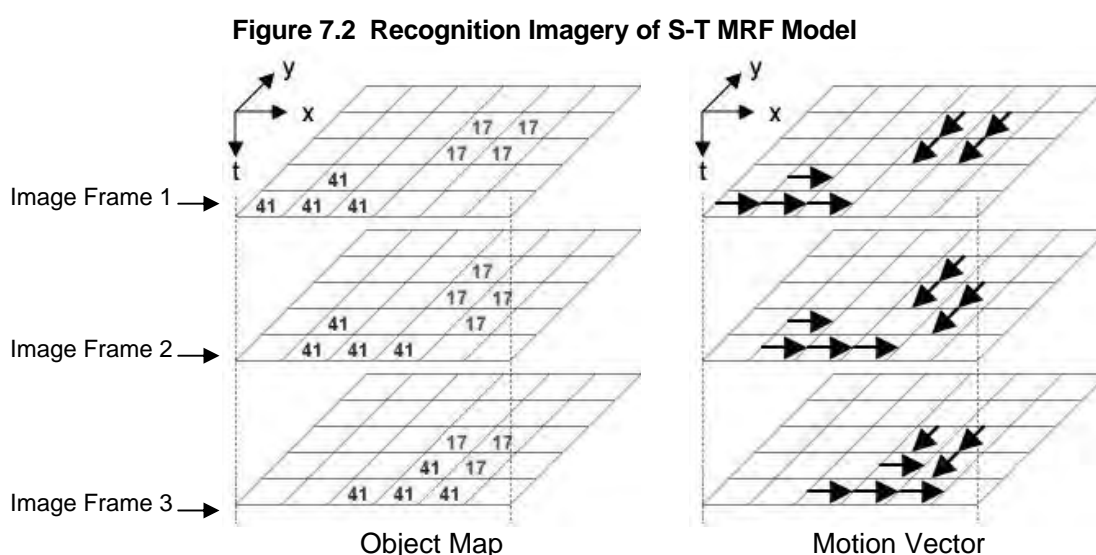 Figure 7.2 Recognition Imagery of S-T MRF Model
y
x
t
17 17
17 17
41
Image Frame 1
41 41 41
17
17 17
41 17
Image Frame 2
41 41 41
17 17
41 17
Image Frame 3
41 41 41
Object Map
y
x
t
Motion Vector